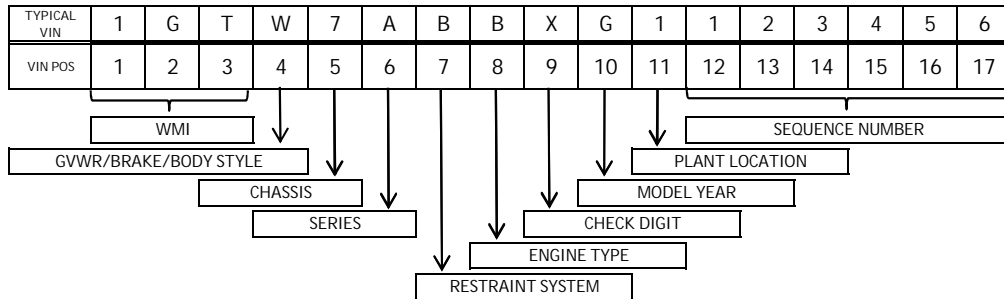 TYPICAL VIN 1 G T W 7 A B B X G 1 1 2 3 4 5 6
VIN POS 1 2 3 4 5 6 7 8 9 10 11 12 13 14 15 16 17
WMI SEQUENCE NUMBER
GVWR/BRAKE/BODY STYLE PLANT LOCATION
CHASSIS MODEL YEAR
SERIES CHECK DIGIT
ENGINE TYPE
RESTRAINT SYSTEM